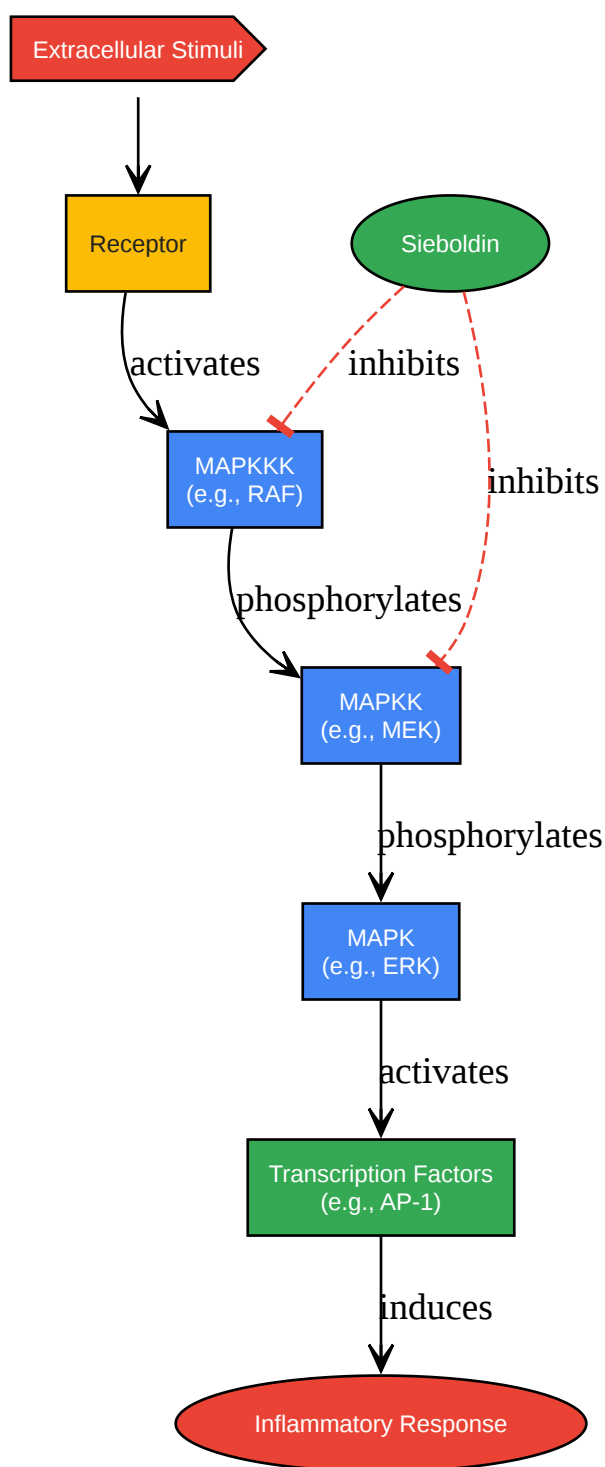 Extracellular Stimuli
Receptor
Sieboldin
activates
inhibits
MAPKKK
(e.g., RAF)
inhibits
phosphorylates
MAPKK
(e.g., MEK)
phosphorylates
MAPK
(e.g., ERK)
activates
Transcription Factors
(e.g., AP-1)
induces
Inflammatory Response